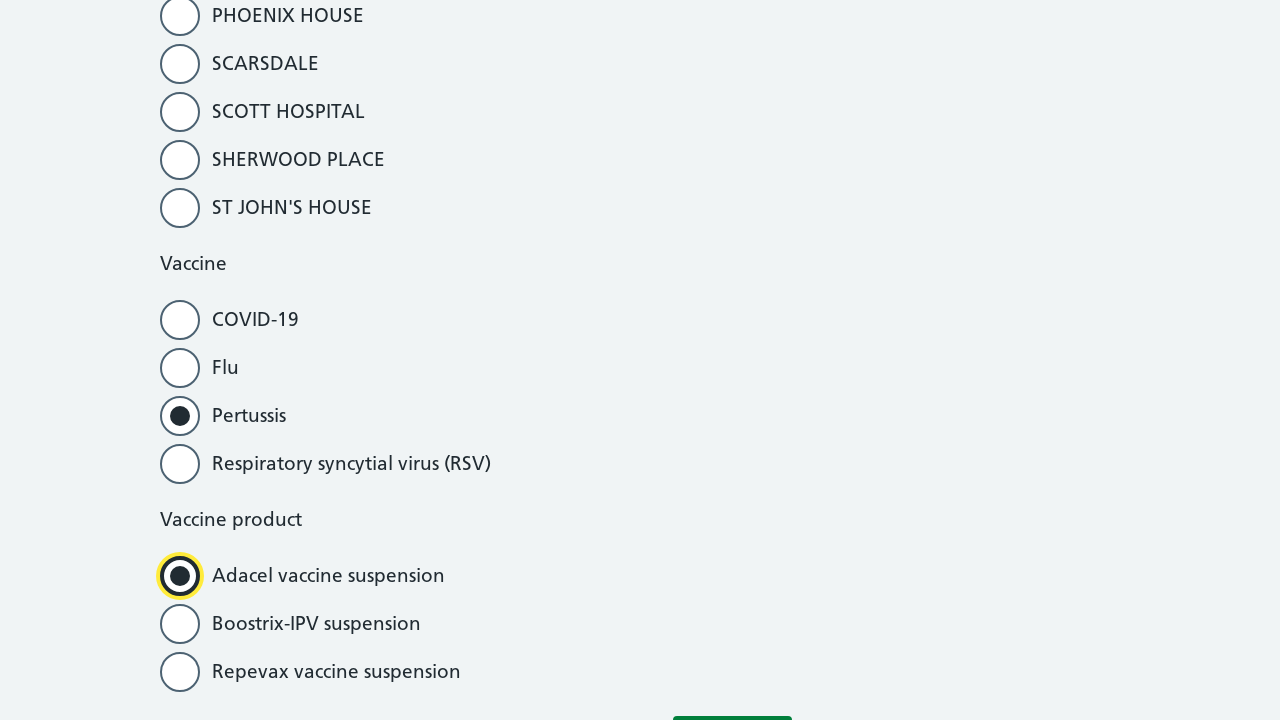 PHOENIX HOUSE
SCARSDALE
SCOTT HOSPITAL
SHERWOOD PLACE
ST JOHN'S HOUSE
Vaccine
COVID-19
Flu
Pertussis
Respiratory syncytial virus (RSV)
Vaccine product
Adacel vaccine suspension
Boostrix-IPV suspension
Repevax vaccine suspension